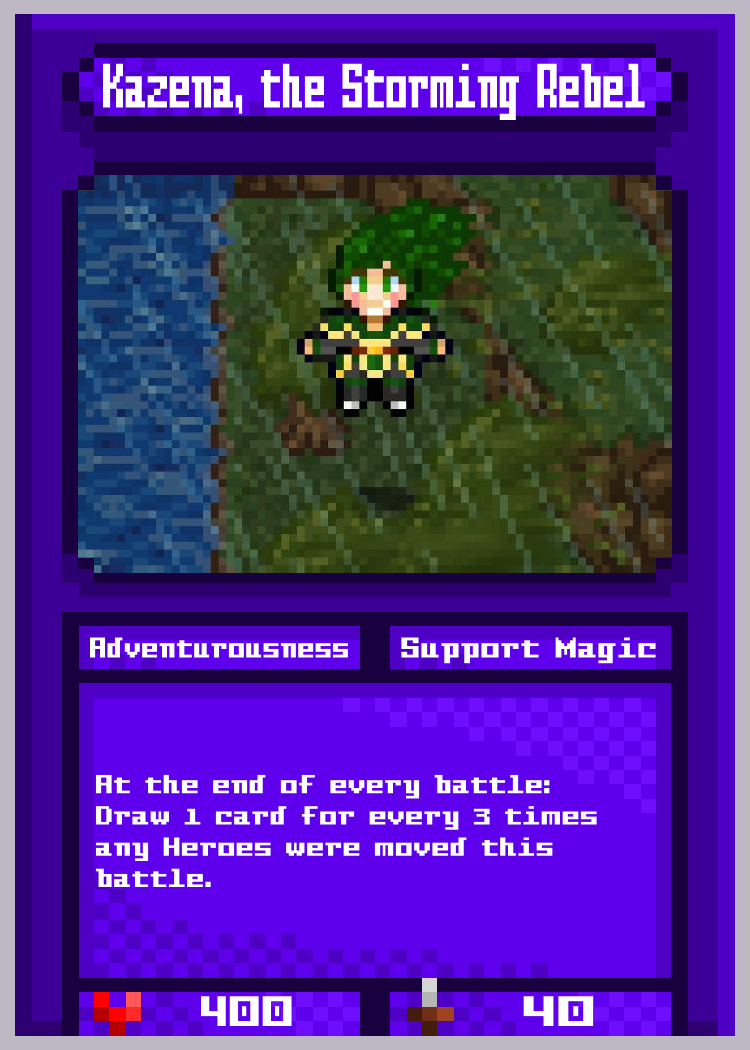 Kazena, the Storming Rebel
Adventurousness
Support Magic
At the end of every battle:
Draw 1 card for every 3 times
any Heroes were moved this
battle.
400
40